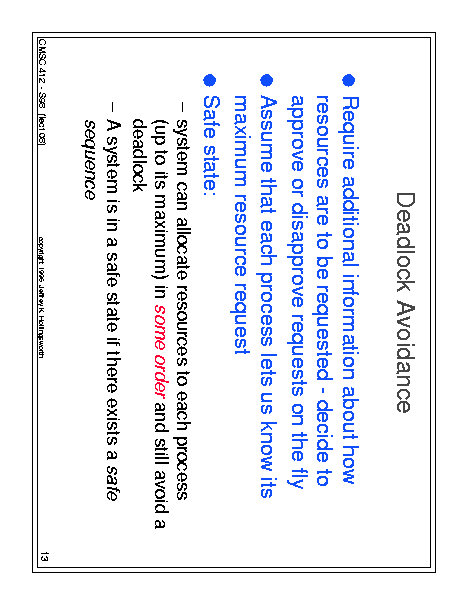 Deadlock Avoidance
● Require additional information about how
resources are to be requested - decide to
approve or disapprove requests on the fly
● Assume that each process lets us know its
maximum resource request
● Safe state:
– system can allocate resources to each process
(up to its maximum) in some order and still avoid a
deadlock
– A system is in a safe state if there exists a safe
sequence
CMSC 412 - S96 (lect 08)
copyright 1996 Jeffrey K. Hollingsworth
13